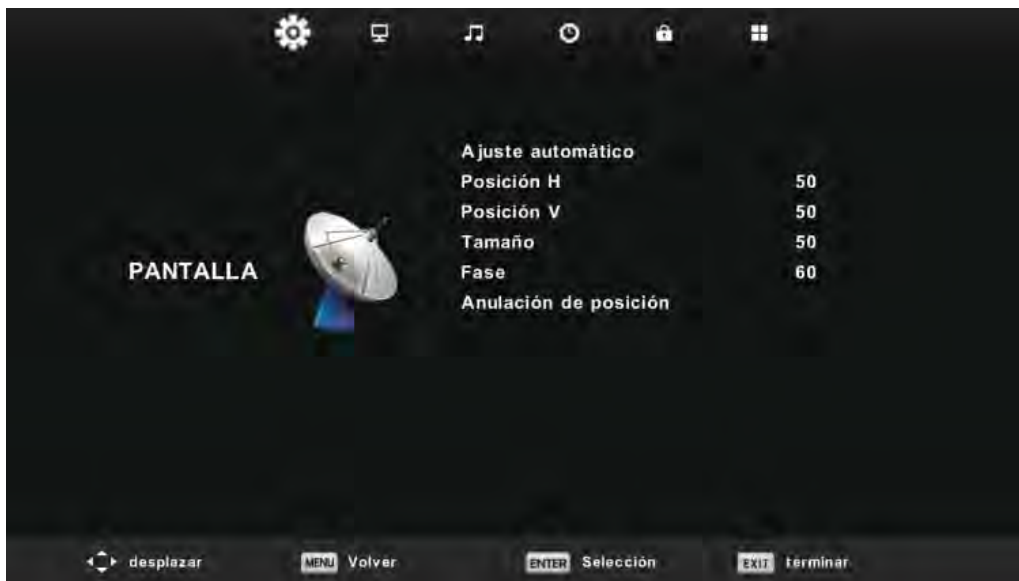 Ajuste automático
Posición H 50
Posición V 50
Tamaño 50
PANTALLA
Fase 60
Anulación de posición
desplazar MENU Volver ENTER Selección EXIT terminar